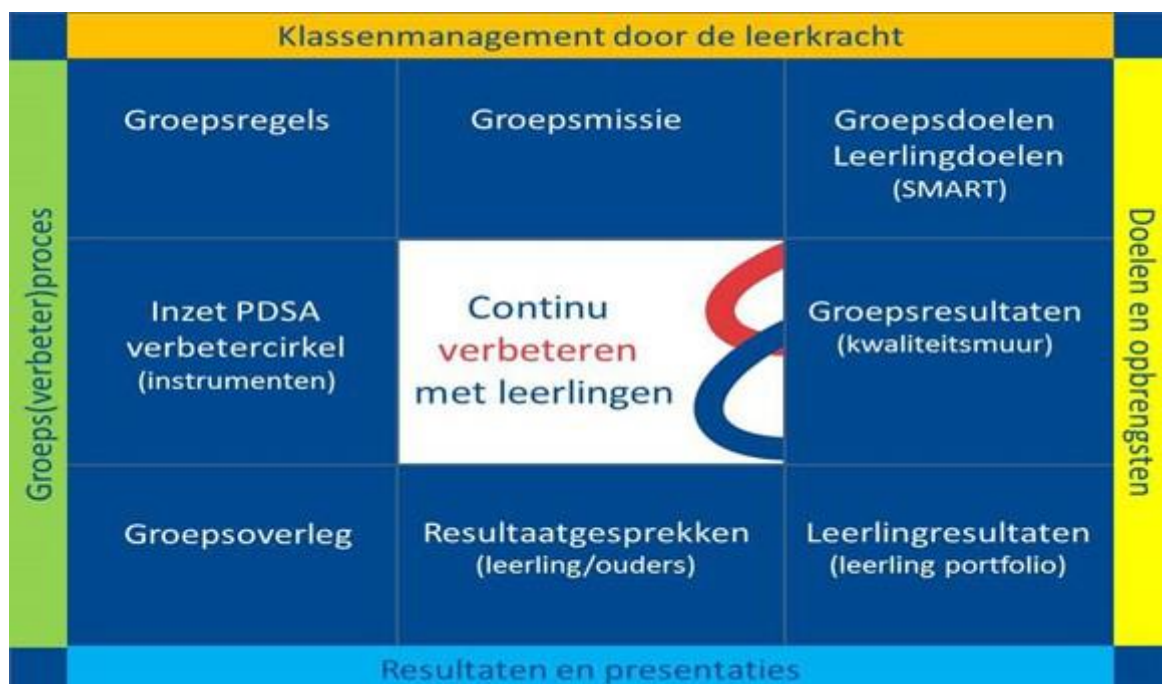 Klassenmanagement door de leerkracht
Groeps(verbeter)proces
Groepsregels
Groepsmissie
Groepsdoelen
Leerlingdoelen
(SMART)
Inzet PDSA
verbetercirkel
(instrumenten)
Continu
verbeteren
met leerlingen
Groepsresultaten
(kwaliteitsmuur)
Groepsoverleg
Resultaatgesprekken
(leerling/ouders)
Leerlingresultaten
(leerling portfolio)
Doelen en opbrengsten
Resultaten en presentaties